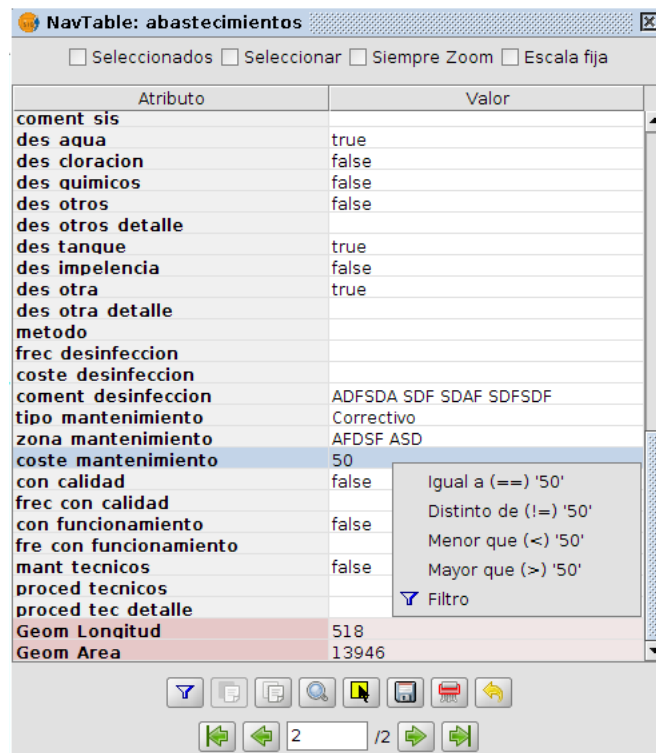 NavTable: abastecimientos
Seleccionados Seleccionar Siempre Zoom Escala fija
Atributo Valor
coment sis
des agua true
des cloracion false
des quimicos false
des otros false
des otros detalle
des tanque true
des impelencia false
des otra true
des otra detalle
metodo
frec desinfeccion
coste desinfeccion
coment desinfeccion ADFSDA SDF SDAF SDFSDF
tipo mantenimiento Correctivo
zona mantenimiento AFDSF ASD
coste mantenimiento 50
con calidad false
Igual a (==) '50'
frec con calidad
Distinto de (!=) '50'
con funcionamiento false
Menor que (<) '50'
fre con funcionamiento
mant tecnicos false
Mayor que (>) '50'
proced tecnicos
Filtro
proced tec detalle
Geom Longitud 518
Geom Area 13946
2 /2